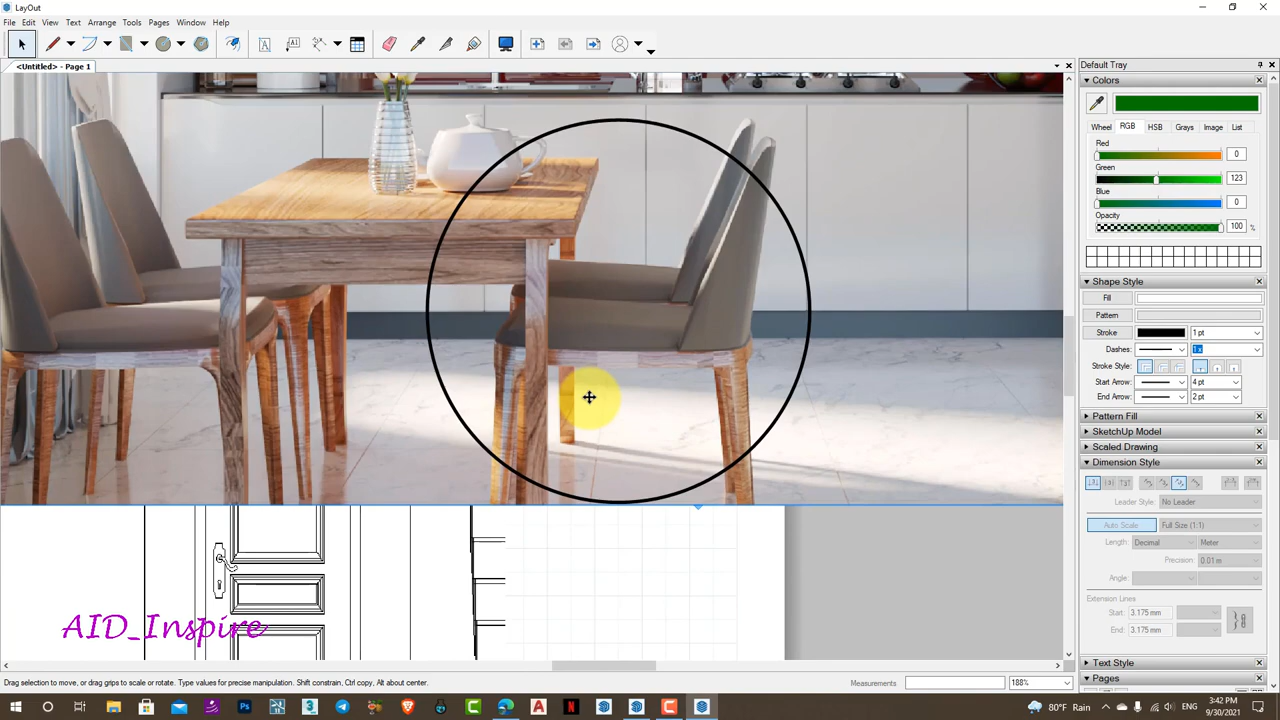 LayOut
File Edit View Text Arrange Tools Pages Window Help
<Untitled> - Page 1
Default Tray
Colors
Wheel RGB HSB Grays Image List
Red
0
Green
123
Blue
0
Opacity
100 %
Shape Style
Fill
Pattern
Stroke 1 pt
Dashes: 1 x
Stroke Style:
Start Arrow: 4 pt
End Arrow: 2 pt
Pattern Fill
SketchUp Model
Scaled Drawing
Dimension Style
Leader Style: No Leader
Auto Scale Full Size (1:1)
Length: Decimal Meter
Precision: 0.01 m
Angle:
Extension Lines
Start: 3.175 mm
End: 3.175 mm
Text Style
Pages
AID_Inspire
Drag selection to move, or drag grips to scale or rotate. Type values for precise manipulation. Shift constrain, Ctrl copy, Alt about center.
Measurements
188%
80°F Rain
3:42 PM
9/30/2021